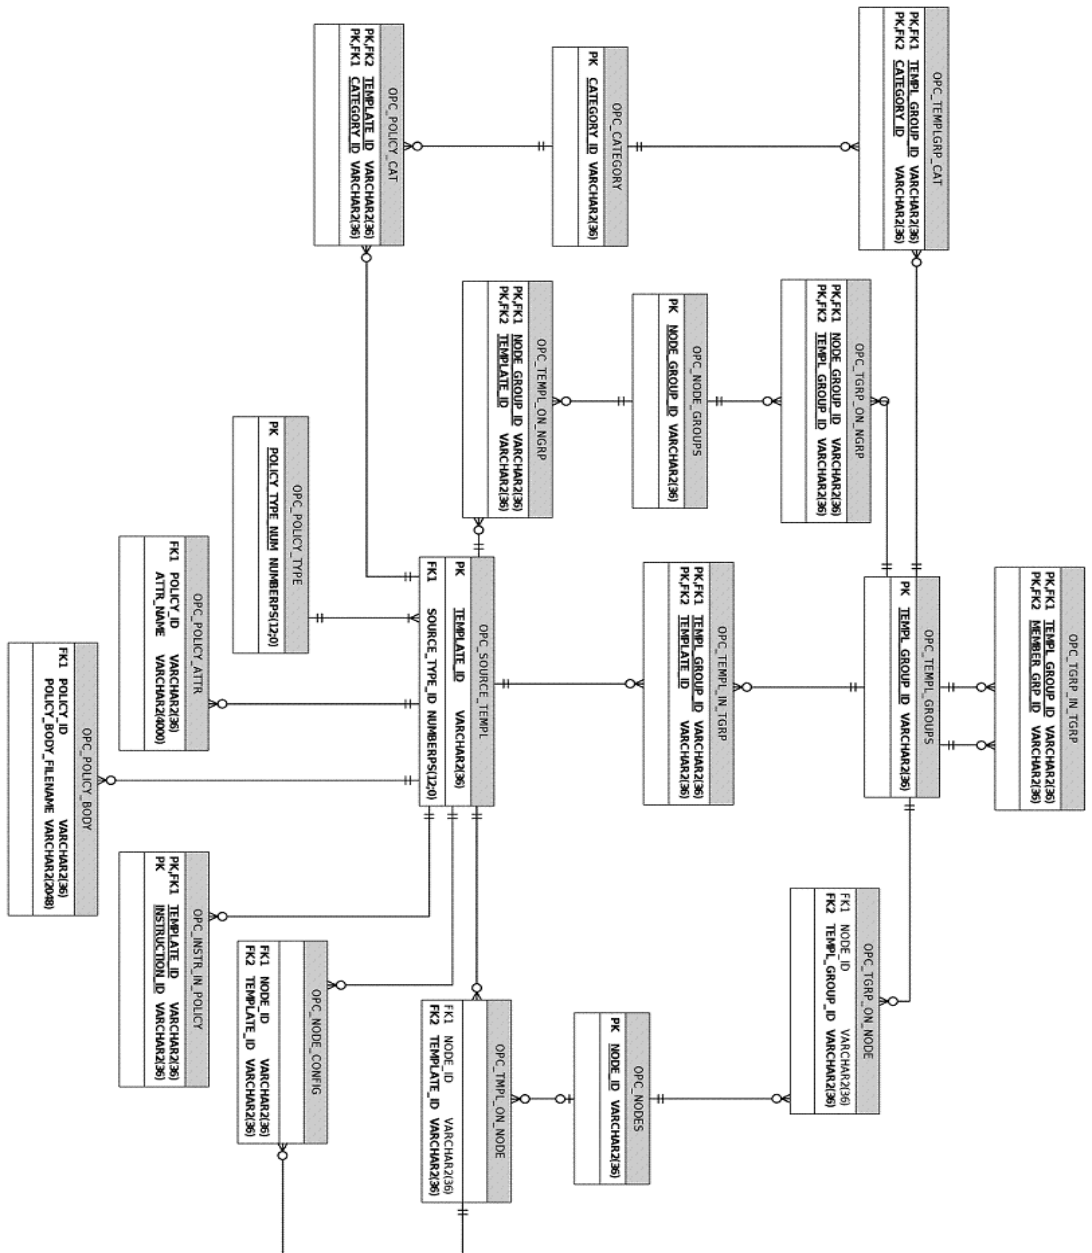 OPC_TEMPLGRP_CAT
PK,FK1 TEMPL_GROUP_ID VARCHAR2(36)
PK,FK2 CATEGORY_ID VARCHAR2(36)
OPC_CATEGORY
PK CATEGORY_ID VARCHAR2(36)
OPC_POLICY_CAT
PK,FK2 TEMPLATE_ID VARCHAR2(36)
PK,FK1 CATEGORY_ID VARCHAR2(36)
OPC_TGRP_ON_NGRP
PK,FK1 NODE_GROUP_ID VARCHAR2(36)
PK,FK2 TEMPL_GROUP_ID VARCHAR2(36)
OPC_NODE_GROUPS
PK NODE_GROUP_ID VARCHAR2(36)
OPC_TEMPL_ON_NGRP
PK,FK1 NODE_GROUP_ID VARCHAR2(36)
PK,FK2 TEMPLATE_ID VARCHAR2(36)
OPC_POLICY_TYPE
PK POLICY_TYPE_NUM NUMBERPS(12;0)
OPC_TGRP_IN_TGRP
PK,FK1 TEMPL_GROUP_ID VARCHAR2(36)
PK,FK2 MEMBER_GRP_ID VARCHAR2(36)
OPC_TEMPL_GROUPS
PK TEMPL_GROUP_ID VARCHAR2(36)
OPC_TEMPL_IN_TGRP
PK,FK1 TEMPL_GROUP_ID VARCHAR2(36)
PK,FK2 TEMPLATE_ID VARCHAR2(36)
OPC_SOURCE_TEMPL
PK TEMPLATE_ID VARCHAR2(36)
FK1 SOURCE_TYPE_ID NUMBERPS(12;0)
OPC_POLICY_ATTR
FK1 POLICY_ID VARCHAR2(36)
ATTR_NAME VARCHAR2(4000)
OPC_POLICY_BODY
FK1 POLICY_ID VARCHAR2(36)
POLICY_BODY_FILENAME VARCHAR2(2048)
OPC_TGRP_ON_NODE
FK1 NODE_ID VARCHAR2(36)
FK2 TEMPL_GROUP_ID VARCHAR2(36)
OPC_NODES
PK NODE_ID VARCHAR2(36)
OPC_TMPL_ON_NODE
FK1 NODE_ID VARCHAR2(36)
FK2 TEMPLATE_ID VARCHAR2(36)
OPC_NODE_CONFIG
FK1 NODE_ID VARCHAR2(36)
FK2 TEMPLATE_ID VARCHAR2(36)
OPC_INSTR_IN_POLICY
PK,FK1 TEMPLATE_ID VARCHAR2(36)
PK INSTRUCTION_ID VARCHAR2(36)